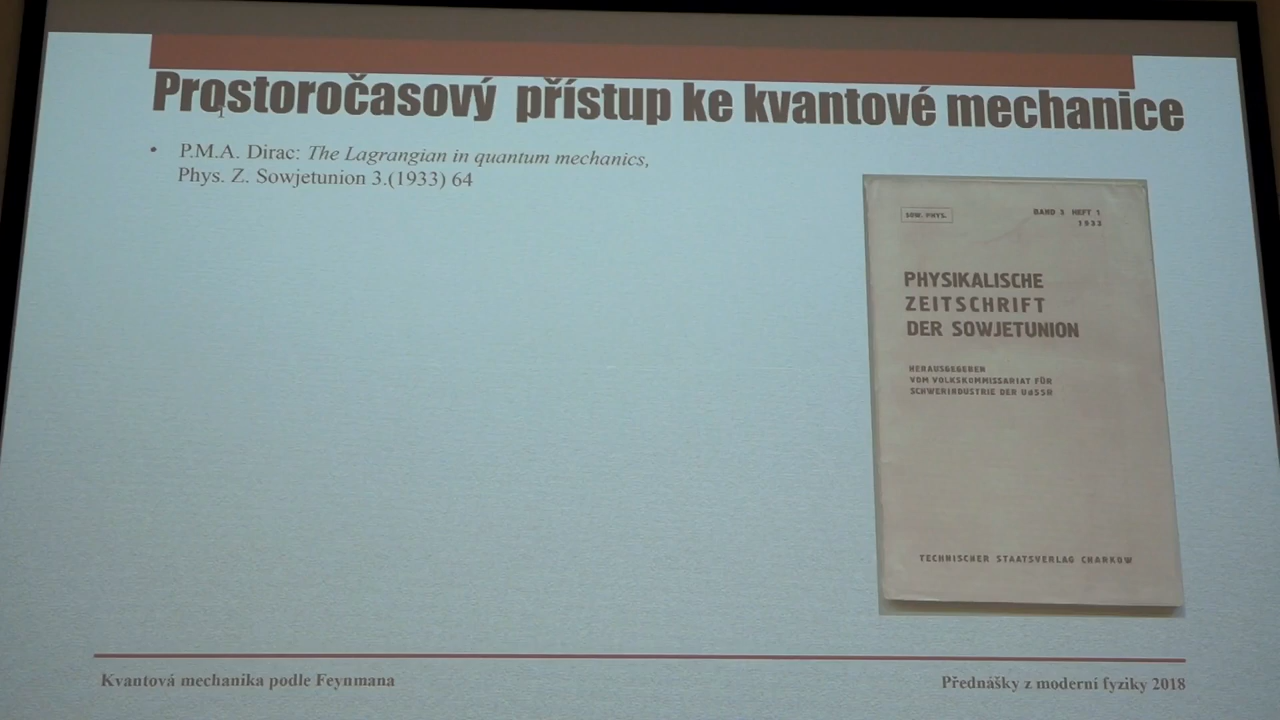 Prostoročasový přístup ke kvantové mechanice
• P.M.A. Dirac: The Lagrangian in quantum mechanics,
Phys. Z. Sowjetunion 3.(1933) 64
SOW. PHYS.
BAND 3 HEFT 1
1933
PHYSIKALISCHE
ZEITSCHRIFT
DER SOWJETUNION
HERAUSGEGEBEN
VOM VOLKSKOMMISSARIAT FÜR
SCHWERINDUSTRIE DER UdSSR
TECHNISCHER STAATSVERLAG CHARKOW
Kvantová mechanika podle Feynmana
Přednášky z moderní fyziky 2018